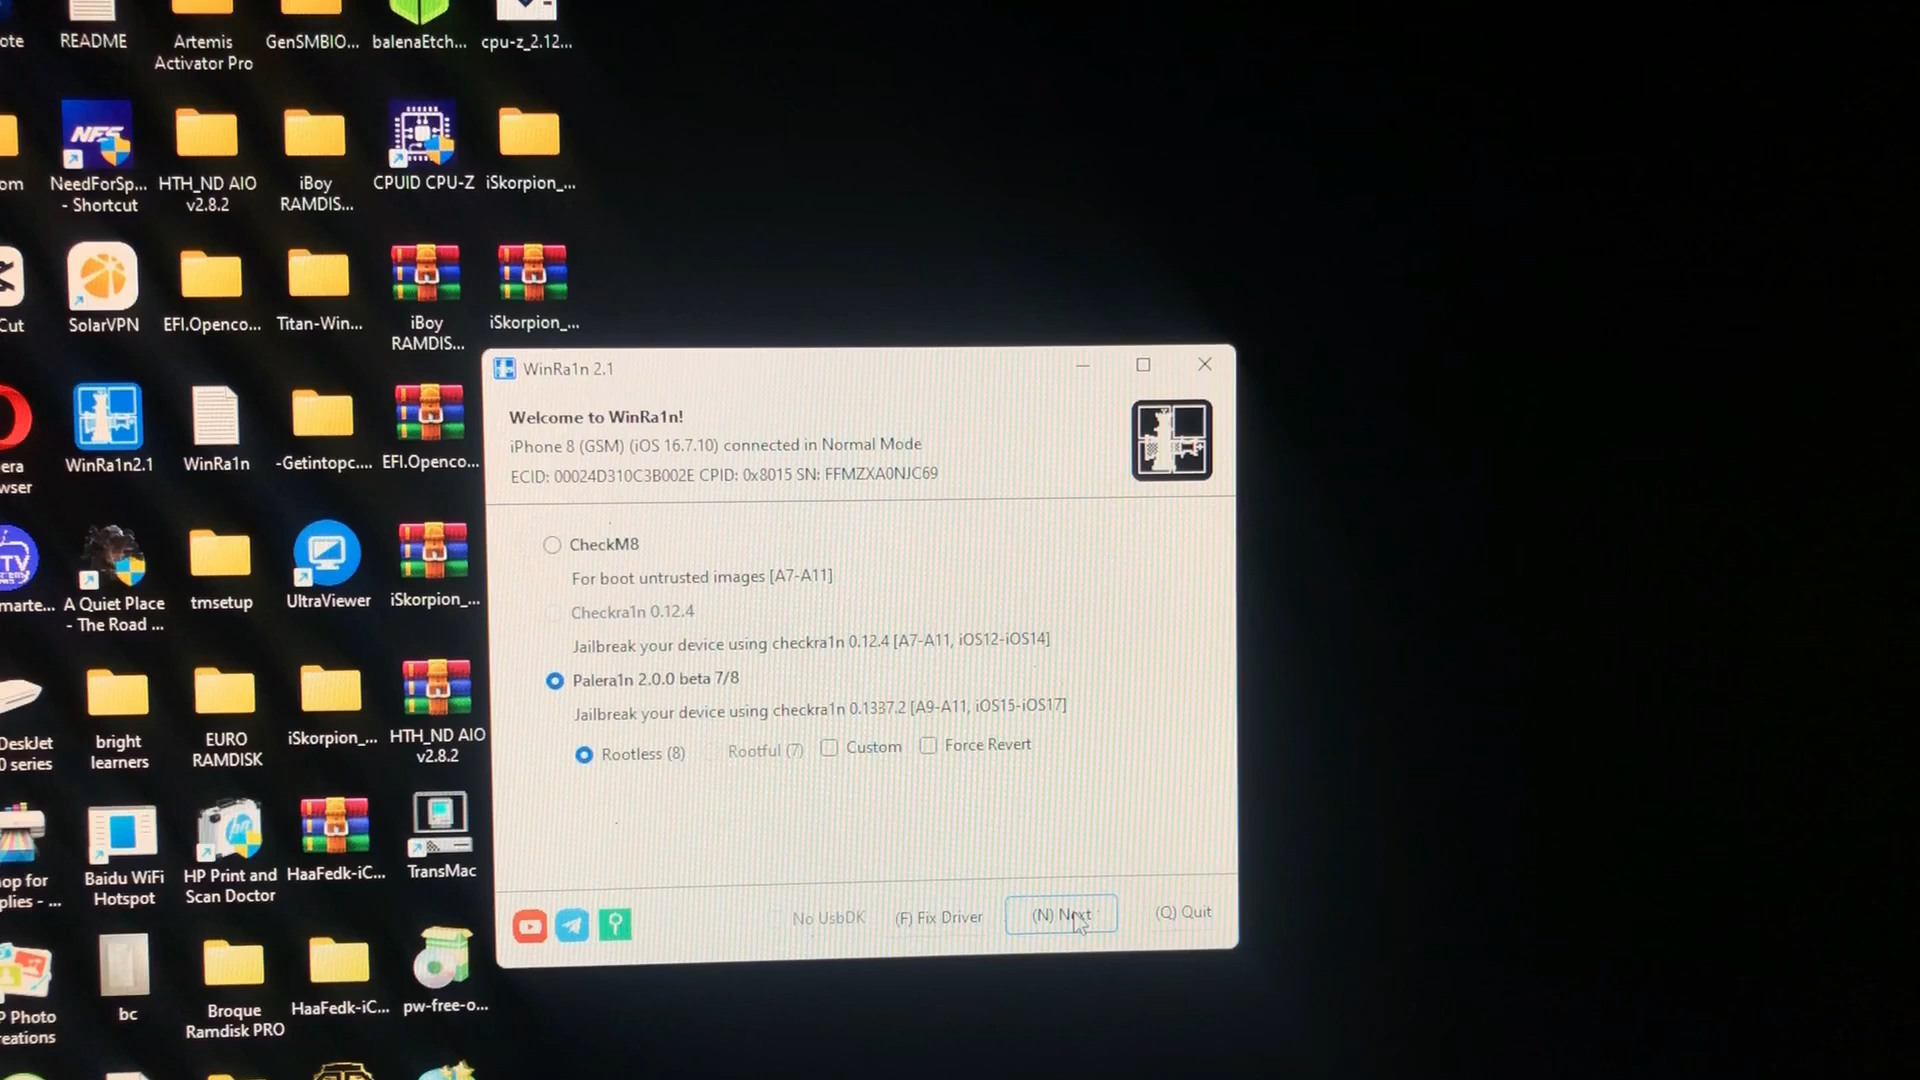 ote
README
Artemis
Activator Pro
GenSMBIO...
balenaEtch...
cpu-z_2.12...
om
NFS
NeedForSp...
- Shortcut
HTH_ND AIO
v2.8.2
iBoy
RAMDIS...
CPUID CPU-Z
iSkorpion_...
Cut
SolarVPN
EFI.Openco...
Titan-Win...
iBoy
RAMDIS...
iSkorpion_...
era
wser
WinRa1n2.1
WinRa1n
-Getintopc....
EFI.Openco...
TV
marte...
A Quiet Place
- The Road ...
tmsetup
UltraViewer
iSkorpion_...
DeskJet
0 series
bright
learners
EURO
RAMDISK
iSkorpion_...
HTH_ND AIO
v2.8.2
op for
plies - ...
Baidu WiFi
Hotspot
hp
HP Print and
Scan Doctor
HaaFedk-iC...
TransMac
P Photo
reations
bc
Broque
Ramdisk PRO
HaaFedk-iC...
pw-free-o...
WinRa1n 2.1
Welcome to WinRa1n!
iPhone 8 (GSM) (iOS 16.7.10) connected in Normal Mode
ECID: 00024D310C3B002E CPID: 0x8015 SN: FFMZXA0NJC69
CheckM8
For boot untrusted images [A7-A11]
Checkra1n 0.12.4
Jailbreak your device using checkra1n 0.12.4 [A7-A11, iOS12-iOS14]
Palera1n 2.0.0 beta 7/8
Jailbreak your device using checkra1n 0.1337.2 [A9-A11, iOS15-iOS17]
Rootless (8) Rootful (7) Custom Force Revert
No UsbDK (F) Fix Driver (N) Next (Q) Quit